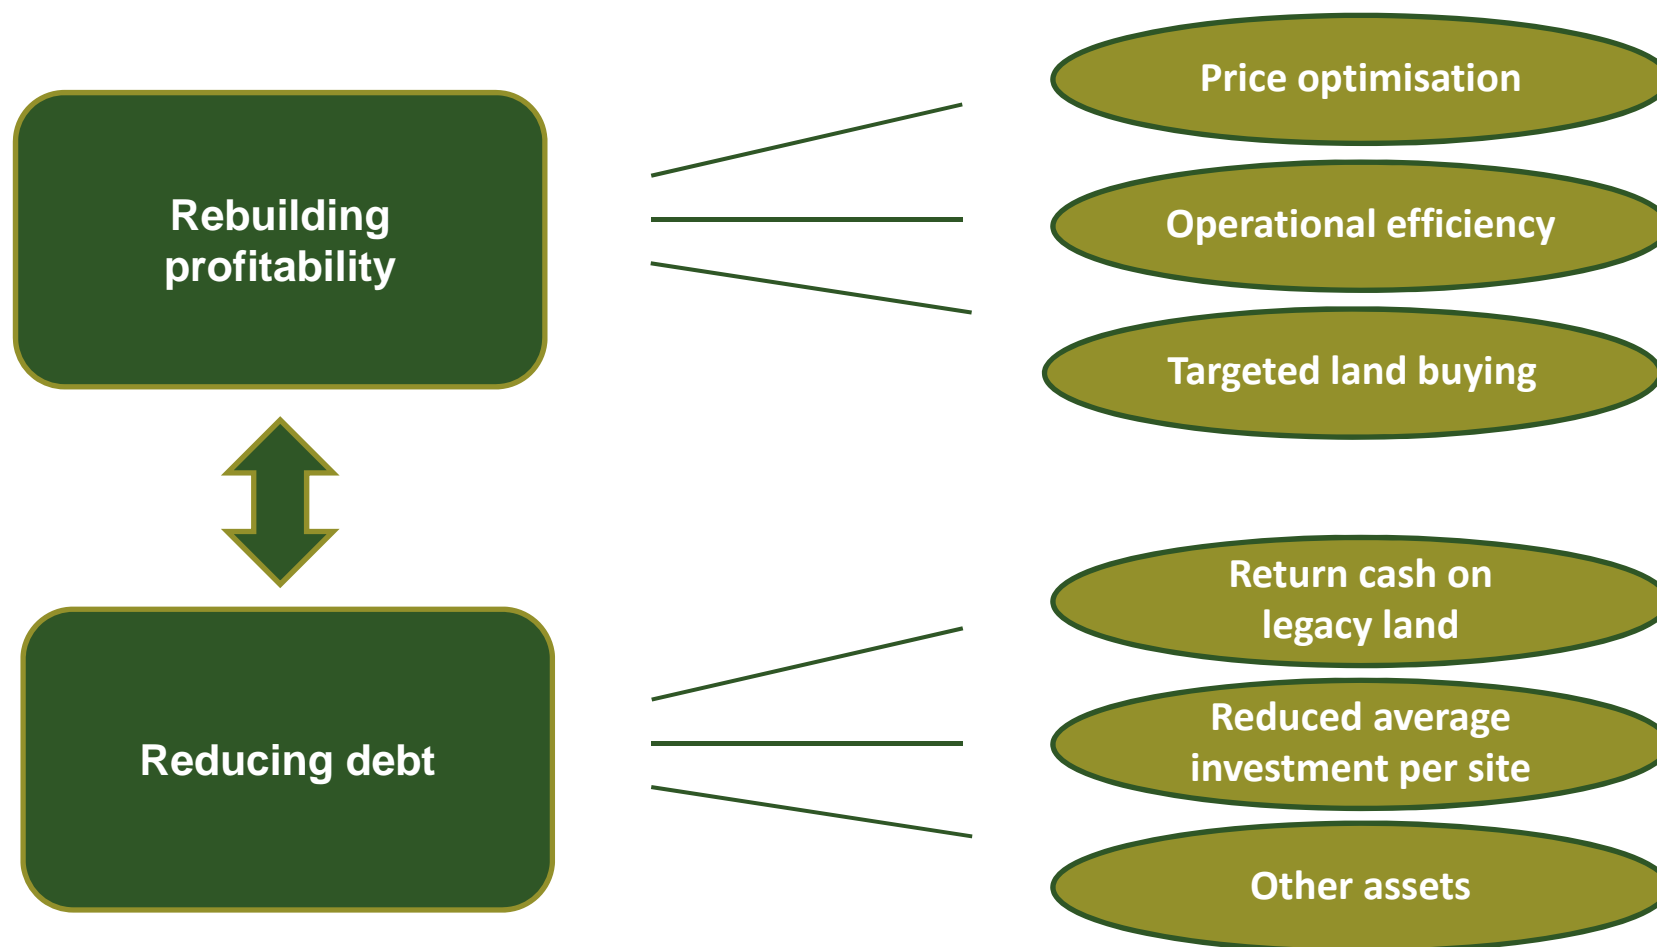 Price optimisation
Rebuilding
profitability
Operational efficiency
Targeted land buying
Return cash on
legacy land
Reducing debt
Reduced average
investment per site
Other assets